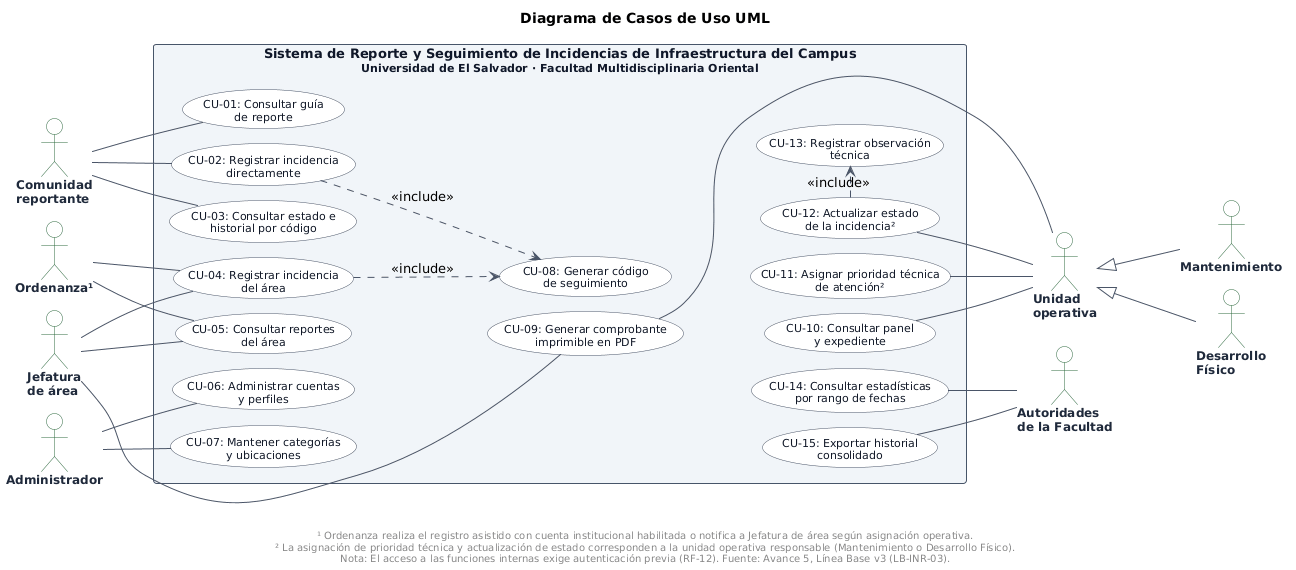 Diagrama de Casos de Uso UML
Sistema de Reporte y Seguimiento de Incidencias de Infraestructura del Campus
Universidad de El Salvador · Facultad Multidisciplinaria Oriental
CU-01: Consultar guía
de reporte
CU-02: Registrar incidencia
directamente
CU-03: Consultar estado e
historial por código
CU-04: Registrar incidencia
del área
CU-05: Consultar reportes
del área
CU-06: Administrar cuentas
y perfiles
CU-07: Mantener categorías
y ubicaciones
«include»
«include»
CU-08: Generar código
de seguimiento
CU-09: Generar comprobante
imprimible en PDF
CU-13: Registrar observación
técnica
«include»
CU-12: Actualizar estado
de la incidencia²
CU-11: Asignar prioridad técnica
de atención²
CU-10: Consultar panel
y expediente
CU-14: Consultar estadísticas
por rango de fechas
CU-15: Exportar historial
consolidado
Comunidad
reportante
Ordenanza¹
Jefatura
de área
Administrador
Unidad
operativa
Autoridades
de la Facultad
Mantenimiento
Desarrollo
Físico
¹ Ordenanza realiza el registro asistido con cuenta institucional habilitada o notifica a Jefatura de área según asignación operativa.
² La asignación de prioridad técnica y actualización de estado corresponden a la unidad operativa responsable (Mantenimiento o Desarrollo Físico).
Nota: El acceso a las funciones internas exige autenticación previa (RF-12). Fuente: Avance 5, Línea Base v3 (LB-INR-03).